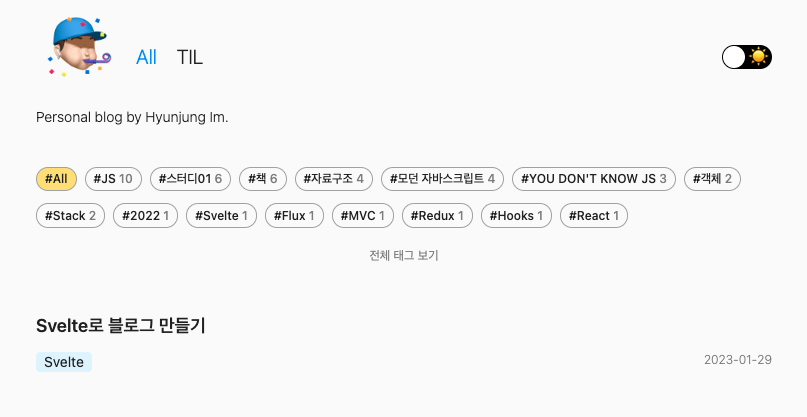 All TIL
Personal blog by Hyunjung Im.
#All #JS 10 #스터디01 6 #책 6 #자료구조 4 #모던 자바스크립트 4 #YOU DON'T KNOW JS 3 #객체 2
#Stack 2 #2022 1 #Svelte 1 #Flux 1 #MVC 1 #Redux 1 #Hooks 1 #React 1
전체 태그 보기
Svelte로 블로그 만들기
Svelte 2023-01-29